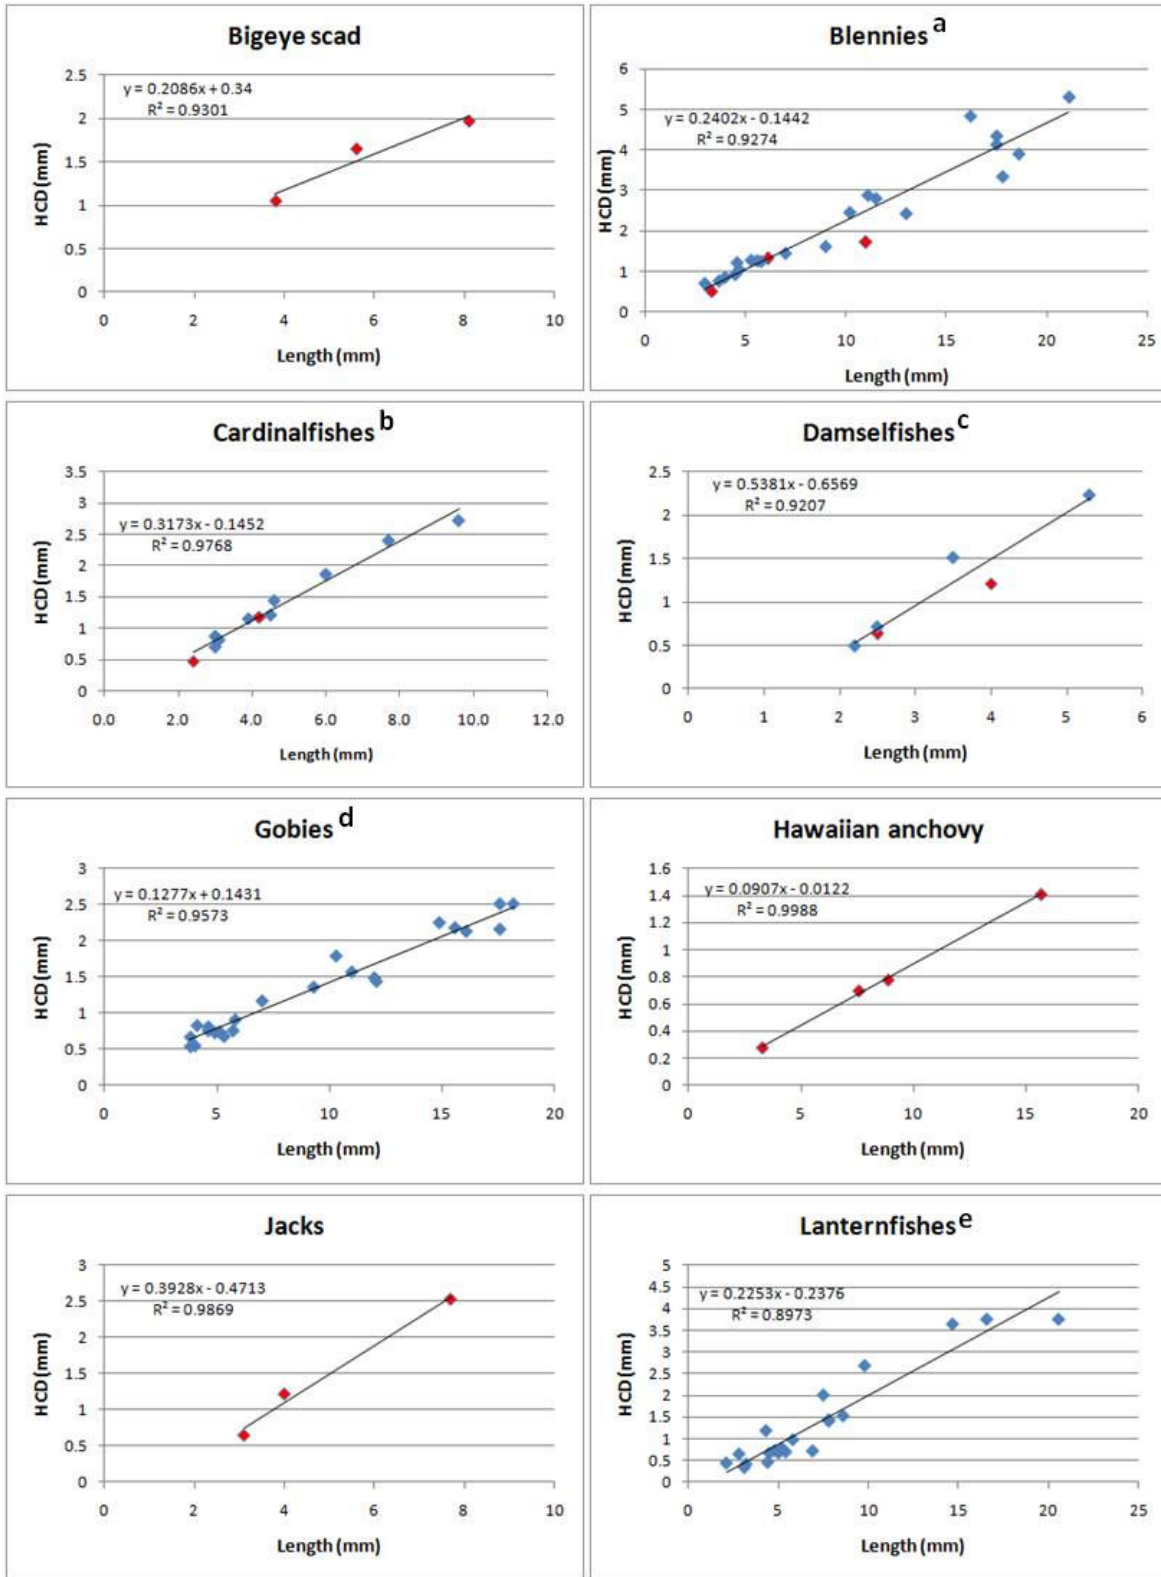 Bigeye scad
y = 0.2086x + 0.34
R² = 0.9301
HCD (mm)
2.5
2
1.5
1
0.5
0
0 2 4 6 8 10
Length (mm)
Blennies a
y = 0.2402x - 0.1442
R² = 0.9274
HCD (mm)
6
5
4
3
2
1
0
0 5 10 15 20 25
Length (mm)
Cardinalfishes b
y = 0.3173x - 0.1452
R² = 0.9768
HCD (mm)
3.5
3
2.5
2
1.5
1
0.5
0
0.0 2.0 4.0 6.0 8.0 10.0 12.0
Length (mm)
Damselfishes c
y = 0.5381x - 0.6569
R² = 0.9207
HCD (mm)
2.5
2
1.5
1
0.5
0
0 1 2 3 4 5 6
Length (mm)
Gobies d
y = 0.1277x + 0.1431
R² = 0.9573
HCD (mm)
3
2.5
2
1.5
1
0.5
0
0 5 10 15 20
Length (mm)
Hawaiian anchovy
y = 0.0907x - 0.0122
R² = 0.9988
HCD (mm)
1.6
1.4
1.2
1
0.8
0.6
0.4
0.2
0
0 5 10 15 20
Length (mm)
Jacks
y = 0.3928x - 0.4713
R² = 0.9869
HCD (mm)
3
2.5
2
1.5
1
0.5
0
0 2 4 6 8 10
Length (mm)
Lanternfishes e
y = 0.2253x - 0.2376
R² = 0.8973
HCD (mm)
5
4.5
4
3.5
3
2.5
2
1.5
1
0.5
0
0 5 10 15 20 25
Length (mm)